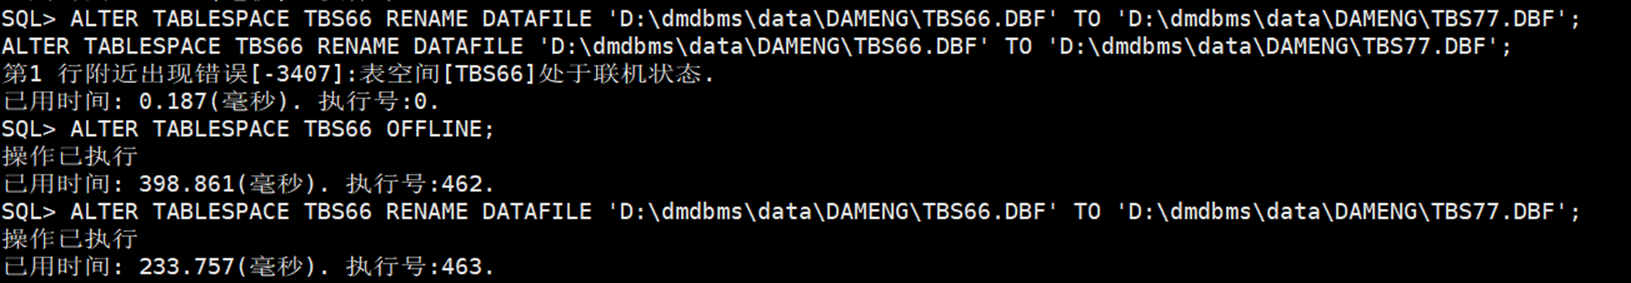 SQL> ALTER TABLESPACE TBS66 RENAME DATAFILE 'D:\dmdbms\data\DAMENG\TBS66.DBF' TO 'D:\dmdbms\data\DAMENG\TBS77.DBF';
ALTER TABLESPACE TBS66 RENAME DATAFILE 'D:\dmdbms\data\DAMENG\TBS66.DBF' TO 'D:\dmdbms\data\DAMENG\TBS77.DBF';
第1 行附近出现错误[-3407]:表空间[TBS66]处于联机状态.
已用时间: 0.187(毫秒). 执行号:0.
SQL> ALTER TABLESPACE TBS66 OFFLINE;
操作已执行
已用时间: 398.861(毫秒). 执行号:462.
SQL> ALTER TABLESPACE TBS66 RENAME DATAFILE 'D:\dmdbms\data\DAMENG\TBS66.DBF' TO 'D:\dmdbms\data\DAMENG\TBS77.DBF';
操作已执行
已用时间: 233.757(毫秒). 执行号:463.